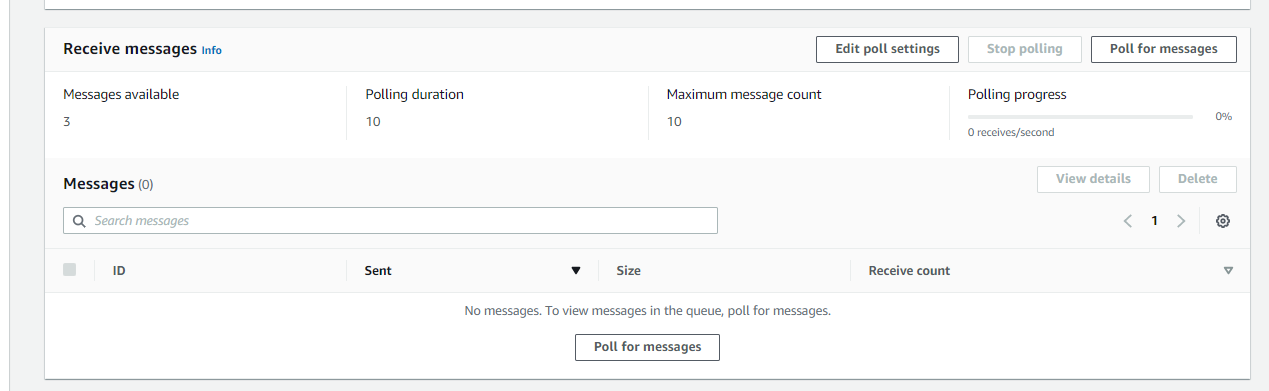 Receive messages Info
Edit poll settings Stop polling Poll for messages
Messages available Polling duration Maximum message count Polling progress
3 10 10 0%
0 receives/second
Messages (0) View details Delete
Search messages 1
ID Sent Size Receive count
No messages. To view messages in the queue, poll for messages.
Poll for messages